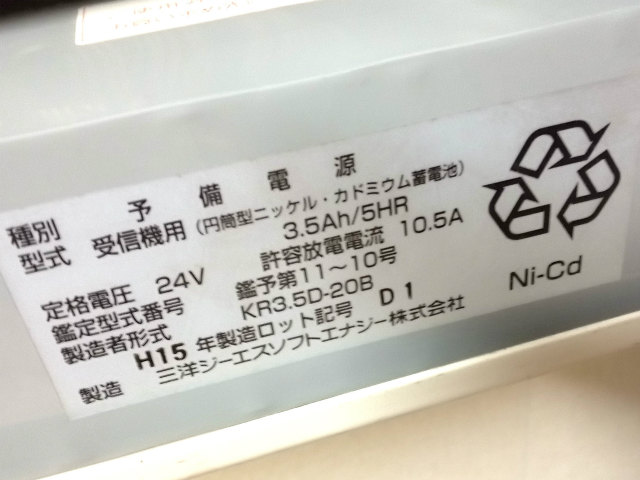 予備電源
種別 受信機用 (円筒型ニッケル・カドミウム蓄電池)
型式 3.5Ah/5HR
定格電圧 24V 許容放電電流 10.5A
鑑定型式番号 鑑予第11～10号
製造者形式 KR3.5D-20B
H15 年製造ロット記号 D1
製造 三洋ジーエスソフトエナジー株式会社
Ni-Cd